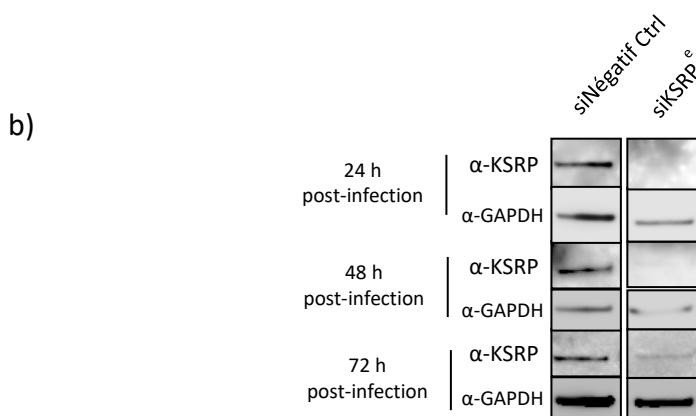 b)
siNégatif Ctrl
siKSRP e
24 h
post-infection
α-KSRP
α-GAPDH
48 h
post-infection
α-KSRP
α-GAPDH
72 h
post-infection
α-KSRP
α-GAPDH